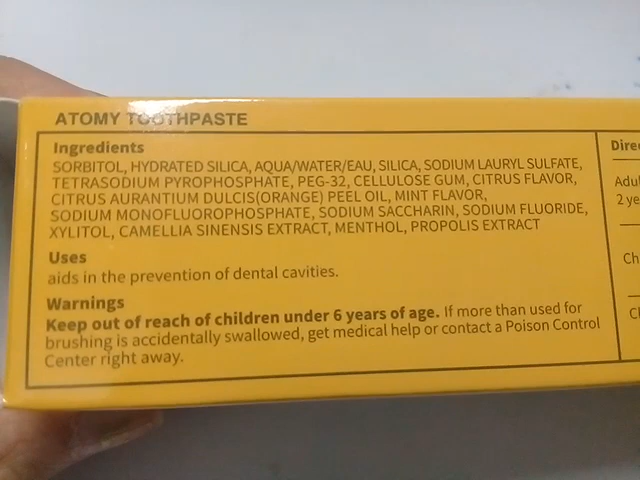 ATOMY TOOTHPASTE
Ingredients
SORBITOL, HYDRATED SILICA, AQUA/WATER/EAU, SILICA, SODIUM LAURYL SULFATE,
TETRASODIUM PYROPHOSPHATE, PEG-32, CELLULOSE GUM, CITRUS FLAVOR,
CITRUS AURANTIUM DULCIS(ORANGE) PEEL OIL, MINT FLAVOR,
SODIUM MONOFLUOROPHOSPHATE, SODIUM SACCHARIN, SODIUM FLUORIDE,
XYLITOL, CAMELLIA SINENSIS EXTRACT, MENTHOL, PROPOLIS EXTRACT
Uses
aids in the prevention of dental cavities.
Warnings
Keep out of reach of children under 6 years of age. If more than used for
brushing is accidentally swallowed, get medical help or contact a Poison Control
Center right away.